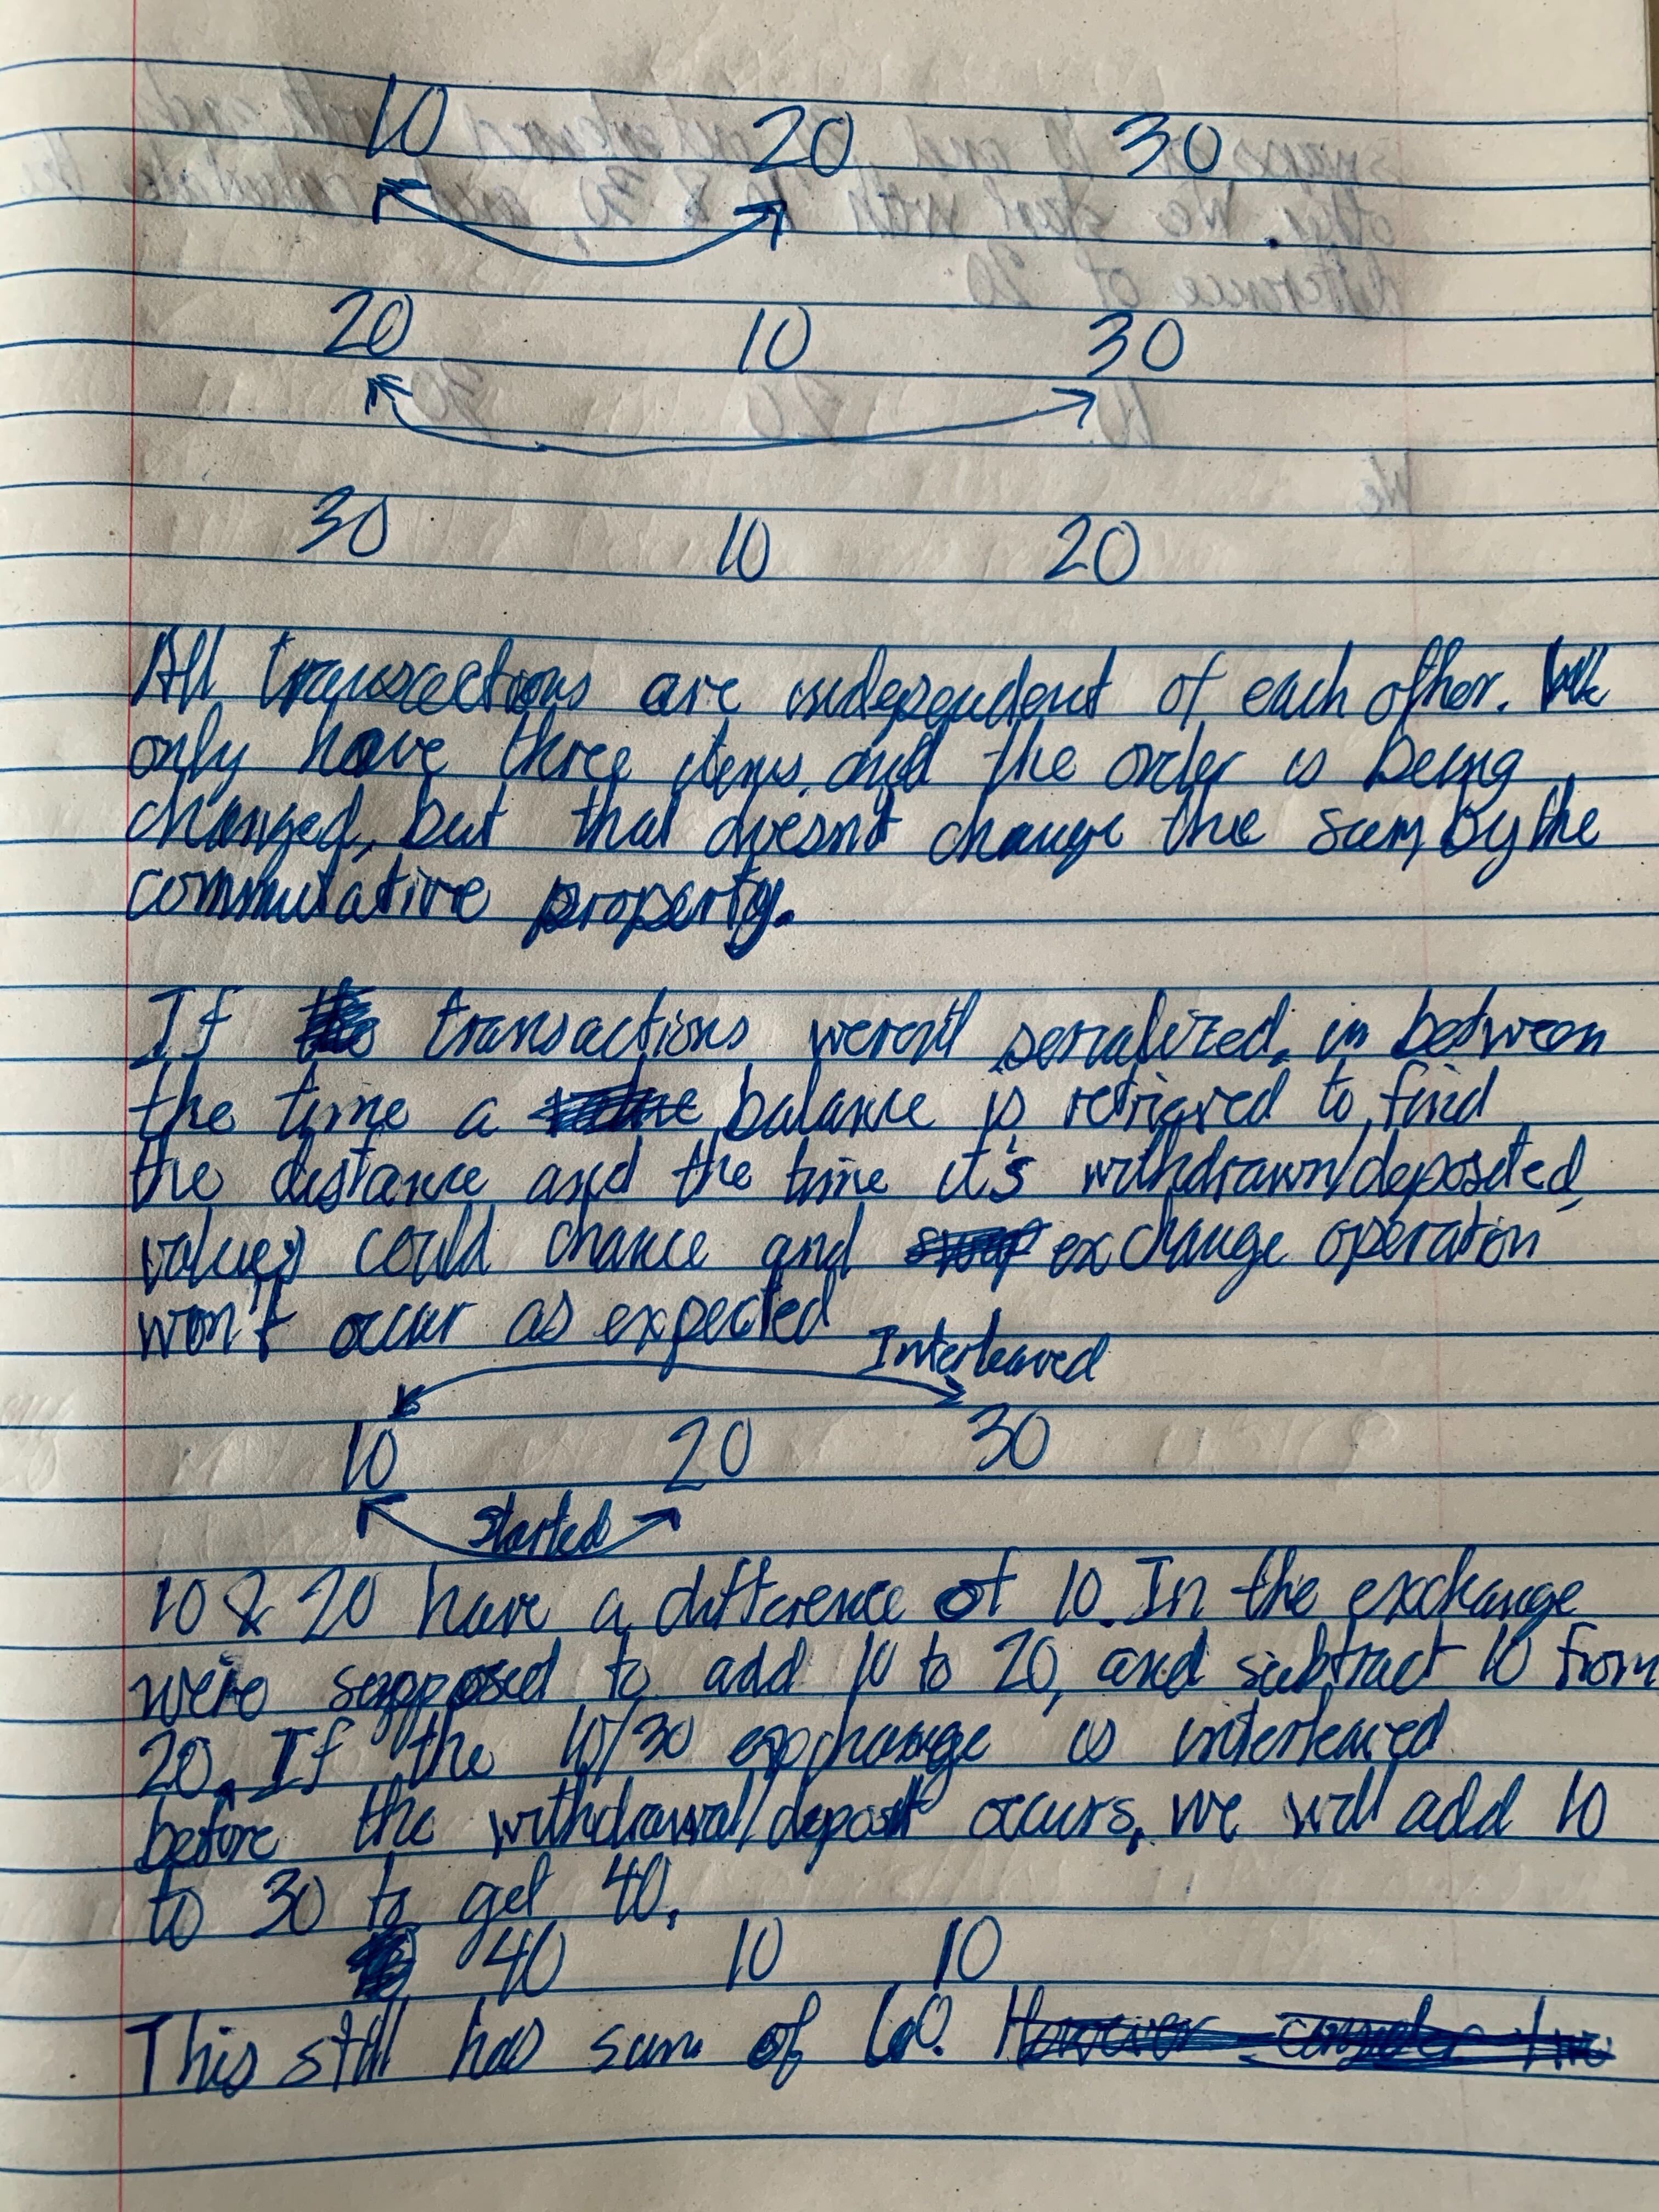 10 20 30
20 10 30
30 10 20
All transactions are independent of each other. We
only have three items and the order is being
changed, but that doesn't change the sum, by the
commutative property.
If transactions weren't serialized, in between
the time a balance is retrieved to find
the distance and the time it's withdrawn/deposited,
values could chance and exchange operation
won't occur as expected
Interleaved
10 20 30
Started
10 & 20 have a difference of 10. In the exchange
we're supposed to add 10 to 20, and subtract 10 from
20. If the 10/30 exchange is interleaved
before the withdrawal/deposit occurs, we will add 10
to 30 to get 40.
40 10 10
This still has sum of 60. However consider two